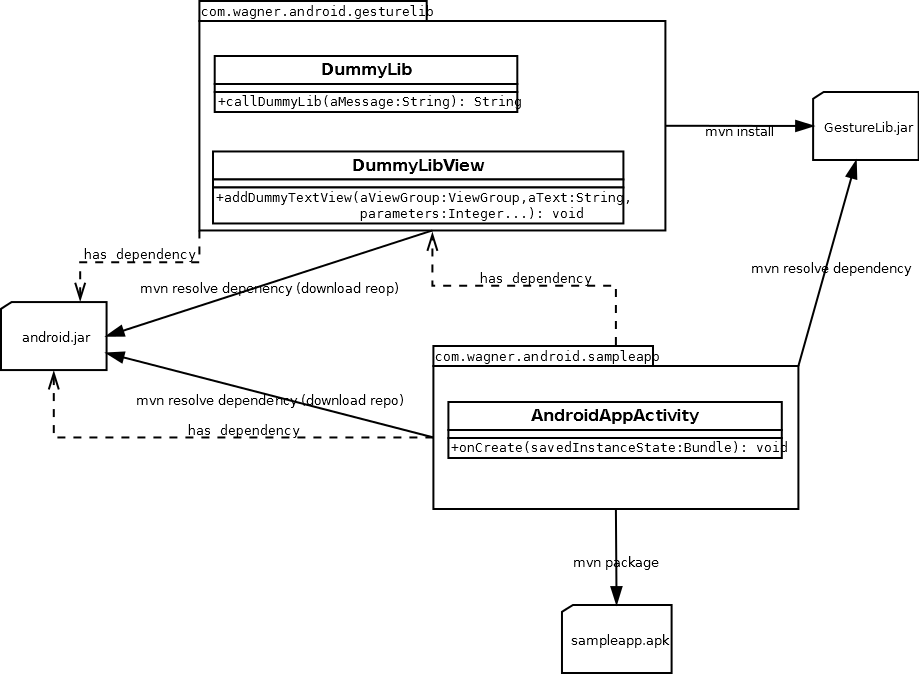 com.wagner.android.gesturelib
DummyLib
+callDummyLib(aMessage:String): String
DummyLibView
+addDummyTextView(aViewGroup:ViewGroup,aText:String,
parameters:Integer...): void
mvn install
GestureLib.jar
has dependency
mvn resolve depenency (download reop)
has dependency
mvn resolve dependency
android.jar
com.wagner.android.sampleapp
mvn resolve dependency (download repo)
has dependency
AndroidAppActivity
+onCreate(savedInstanceState:Bundle): void
mvn package
sampleapp.apk